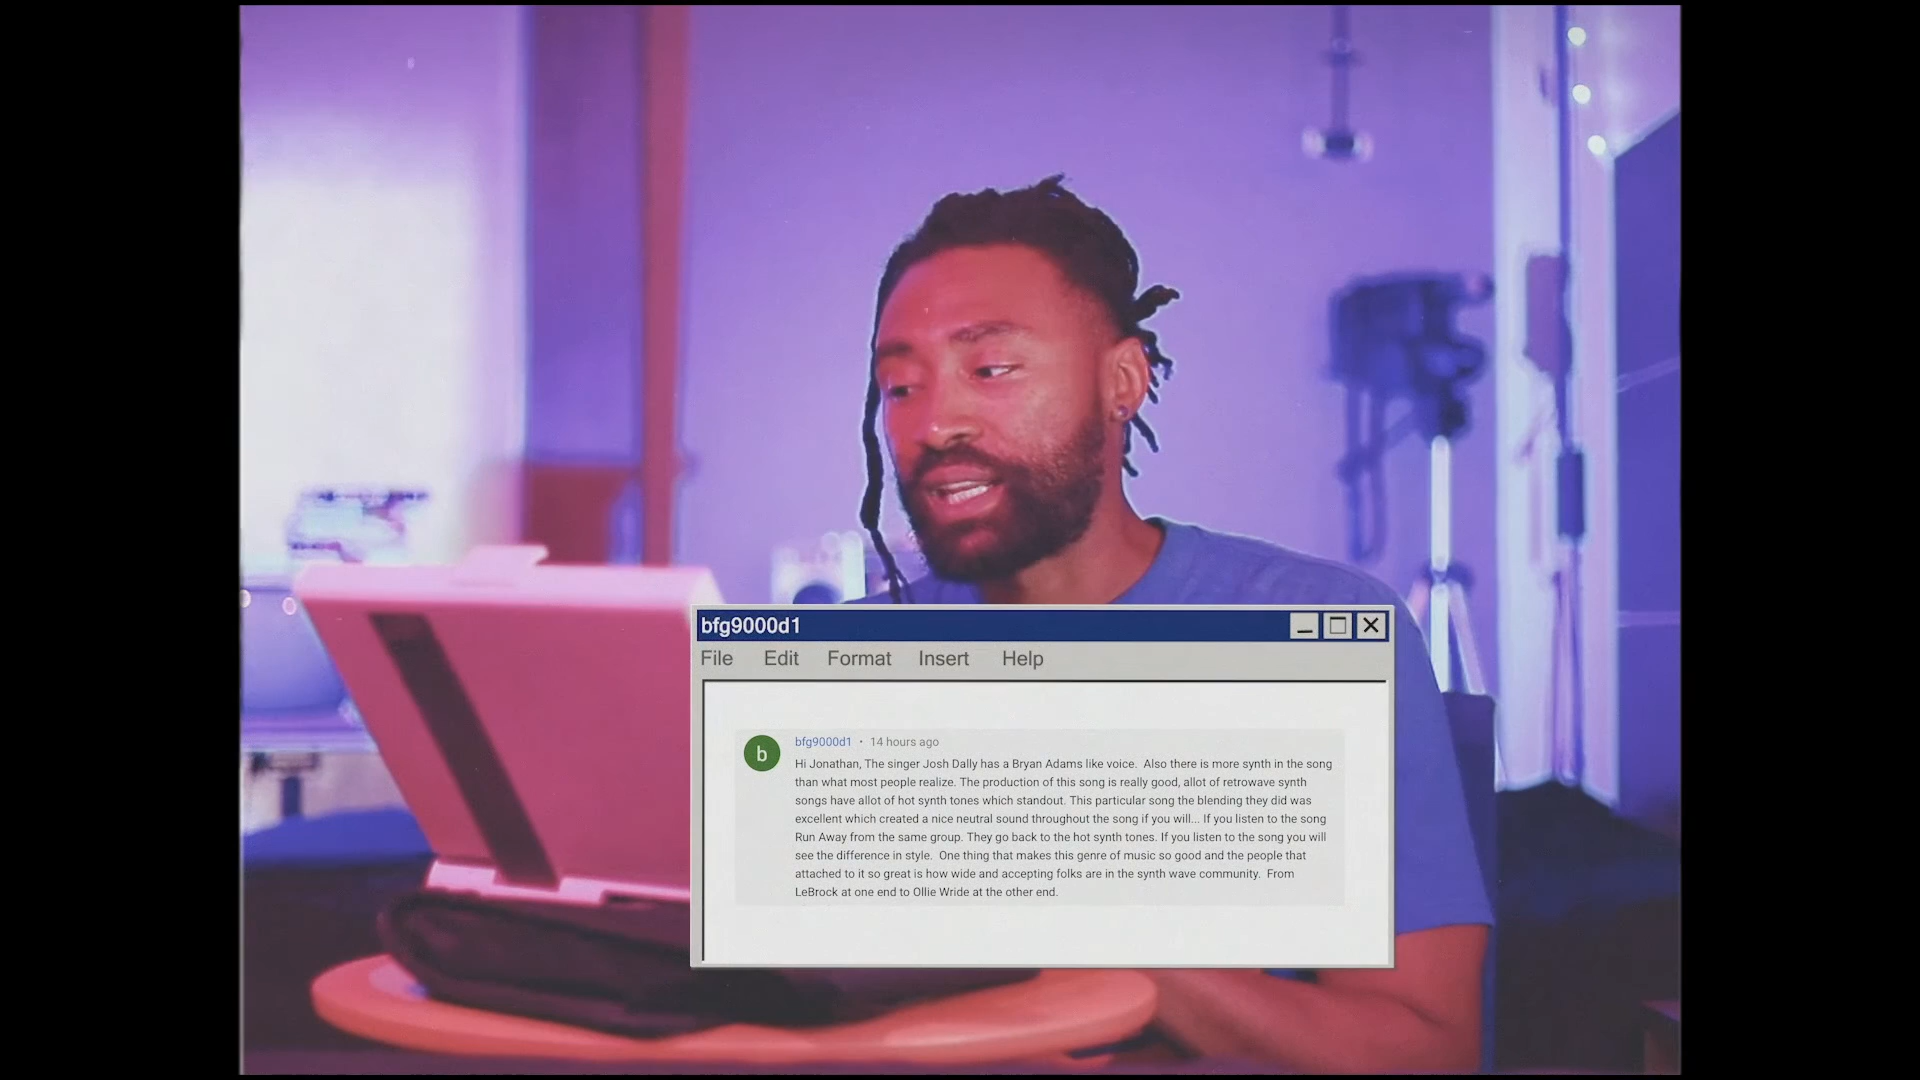 bfg9000d1
File Edit Format Insert Help
b
bfg9000d1 • 14 hours ago
Hi Jonathan, The singer Josh Dally has a Bryan Adams like voice.  Also there is more synth in the song
than what most people realize. The production of this song is really good, allot of retrowave synth
songs have allot of hot synth tones which standout. This particular song the blending they did was
excellent which created a nice neutral sound throughout the song if you will... If you listen to the song
Run Away from the same group. They go back to the hot synth tones. If you listen to the song you will
see the difference in style.  One thing that makes this genre of music so good and the people that
attached to it so great is how wide and accepting folks are in the synth wave community.  From
LeBrock at one end to Ollie Wride at the other end.